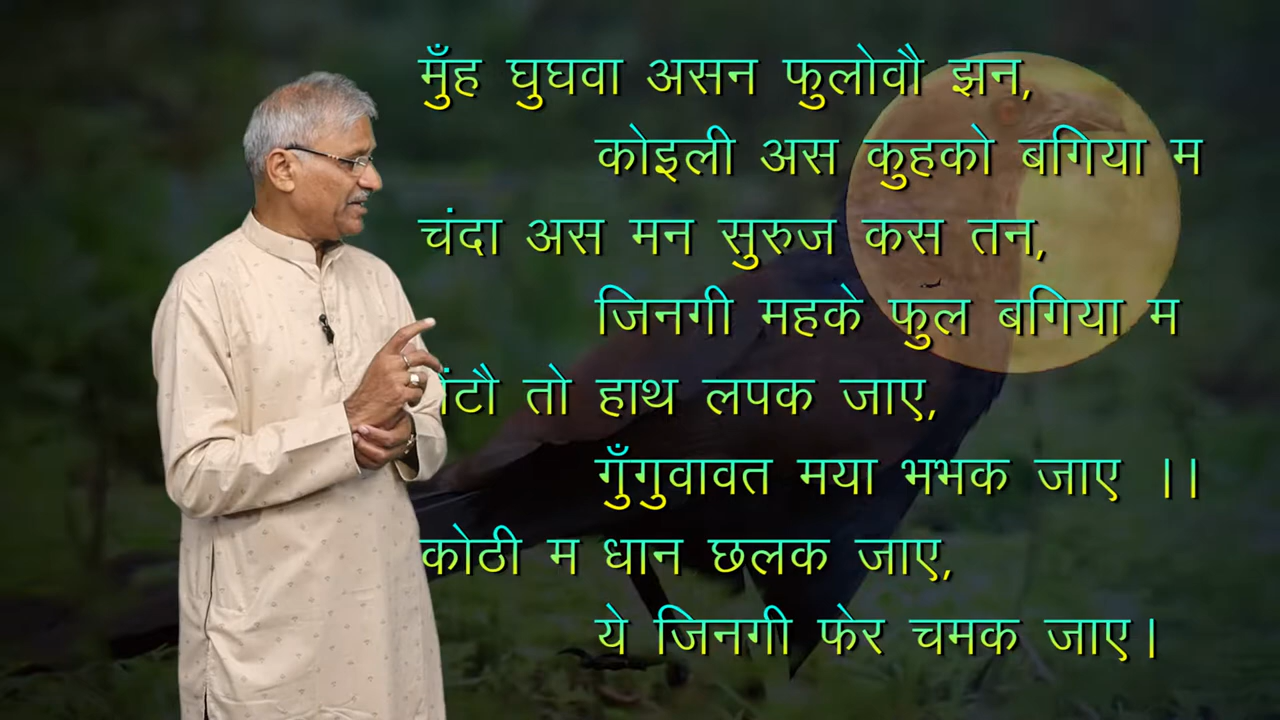 मुँह घुघवा असन फुलोवौ झन,
कोइली अस कुहको बगिया म
चंदा अस मन सुरुज कस तन,
जिनगी महके फुल बगिया म
तो हाथ लपक जाए,
गुँगुवावत मया भभक जाए ।।
कोठी म धान छलक जाए,
ये जिनगी फेर चमक जाए।